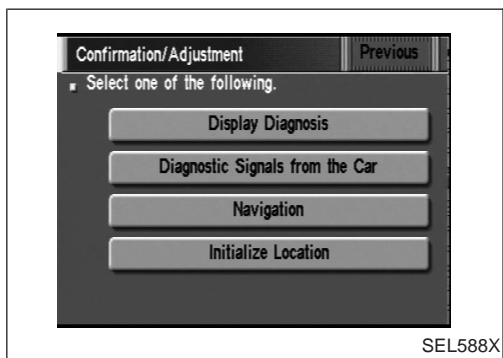 Confirmation/Adjustment Previous
Select one of the following.
Display Diagnosis
Diagnostic Signals from the Car
Navigation
Initialize Location
SEL588X